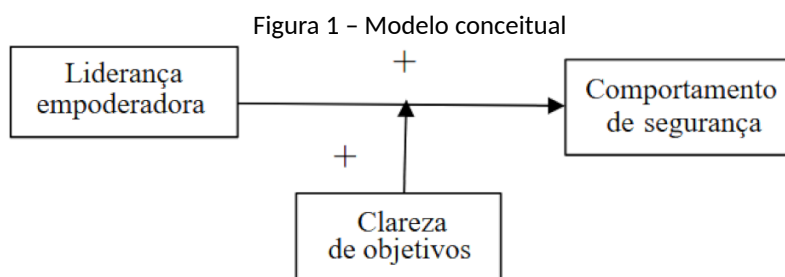 Figura 1 – Modelo conceitual
Liderança
empoderadora
+
Comportamento
de segurança
+
Clareza
de objetivos